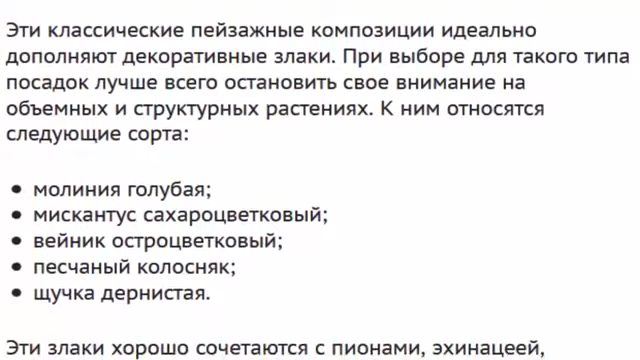 Эти классические пейзажные композиции идеально
дополняют декоративные злаки. При выборе для такого типа
посадок лучше всего остановить свое внимание на
объемных и структурных растениях. К ним относятся
следующие сорта:
• молиния голубая;
• мискантус сахароцветковый;
• вейник остроцветковый;
• песчаный колосняк;
• щучка дернистая.
Эти злаки хорошо сочетаются с пионами, эхинацеей,